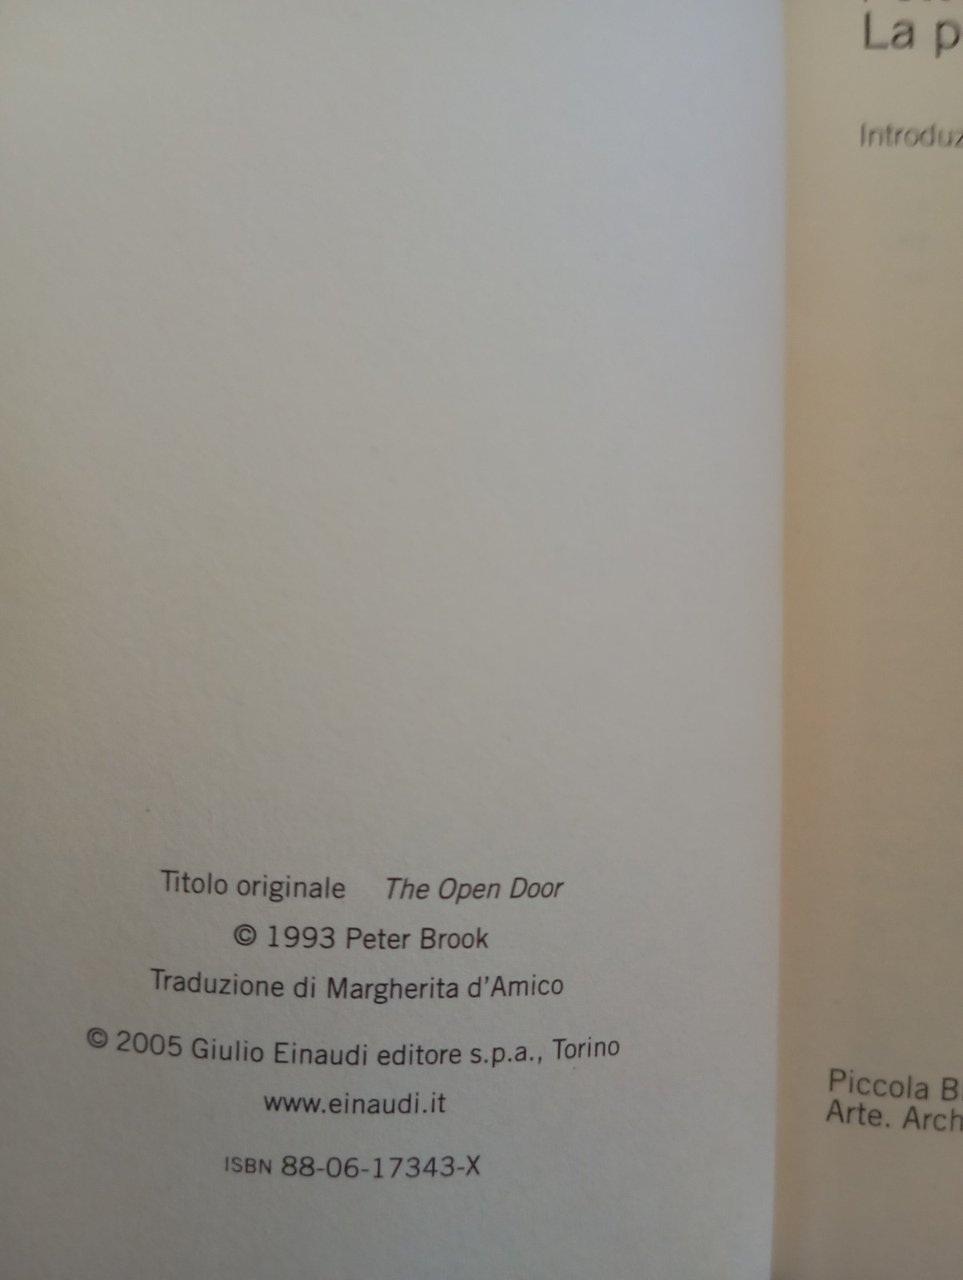 Titolo originale The Open Door
© 1993 Peter Brook
Traduzione di Margherita d'Amico
© 2005 Giulio Einaudi editore s.p.a., Torino
www.einaudi.it
ISBN 88-06-17343-X
La p
Introduz
Piccola B
Arte. Arch